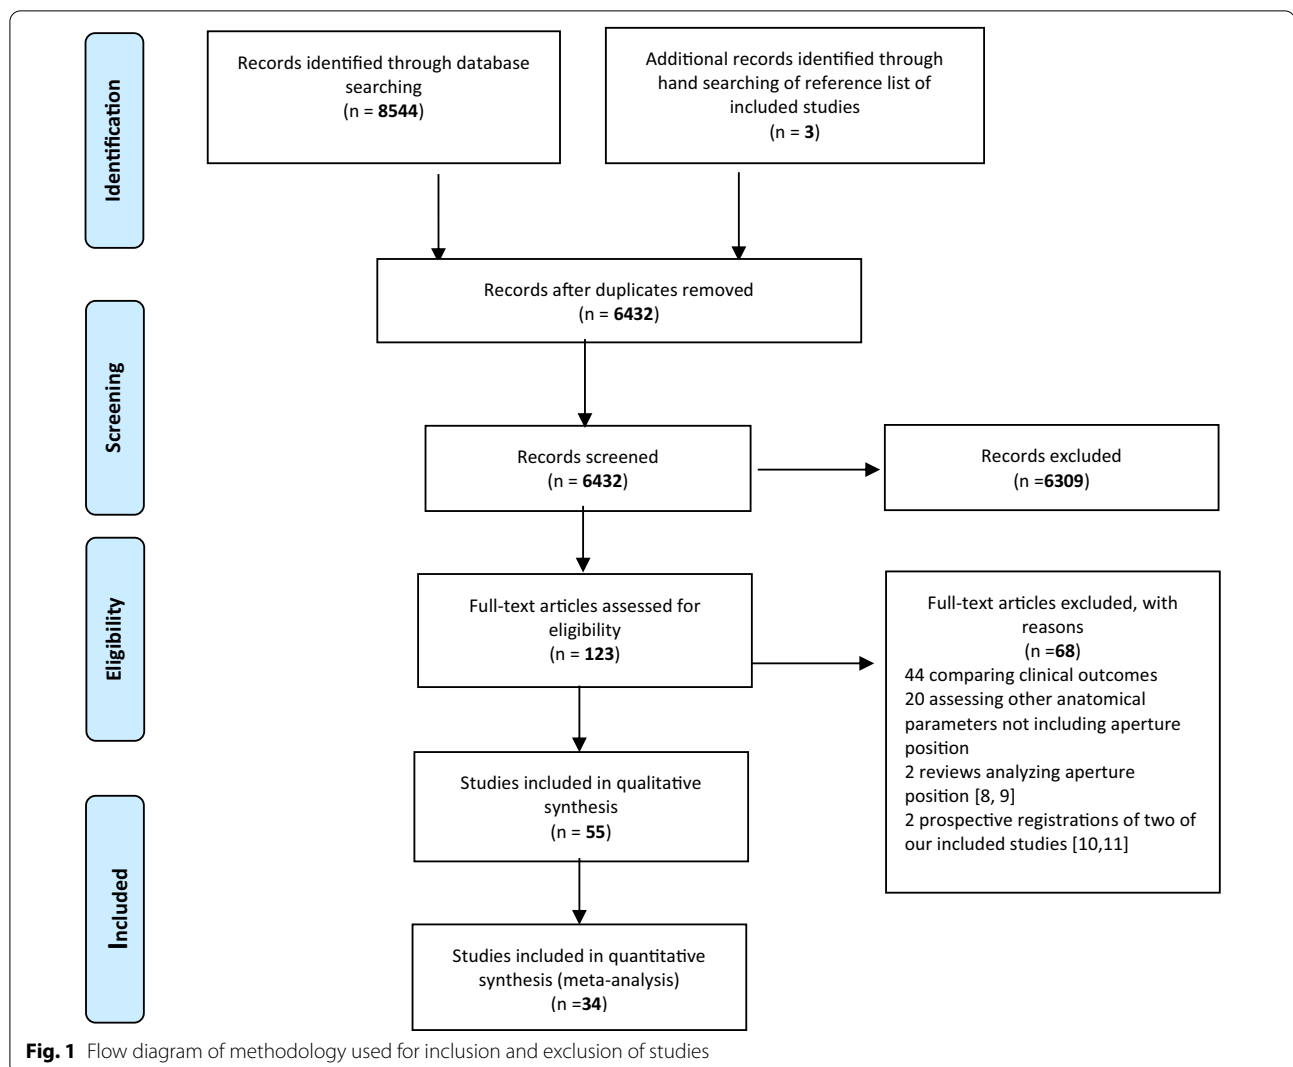 Identification
Records identified through database
searching
(n = 8544)
Additional records identified through
hand searching of reference list of
included studies
(n = 3)
Records after duplicates removed
(n = 6432)
Screening
Records screened
(n = 6432)
Records excluded
(n =6309)
Eligibility
Full-text articles assessed for
eligibility
(n = 123)
Full-text articles excluded, with
reasons
(n =68)
44 comparing clinical outcomes
20 assessing other anatomical
parameters not including aperture
position
2 reviews analyzing aperture
position [8, 9]
2 prospective registrations of two of
our included studies [10,11]
Studies included in qualitative
synthesis
(n = 55)
Included
Studies included in quantitative
synthesis (meta-analysis)
(n =34)
Fig. 1 Flow diagram of methodology used for inclusion and exclusion of studies